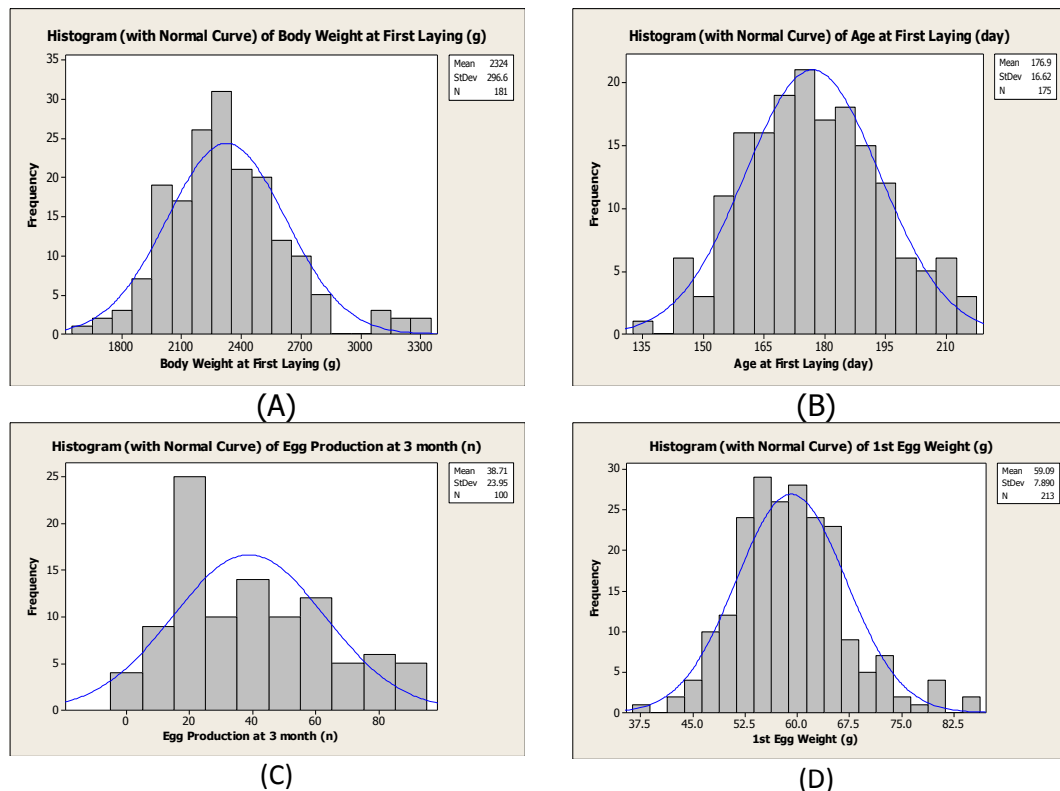 Histogram (with Normal Curve) of Body Weight at First Laying (g)
Mean 2324
StDev 296.6
N 181
35
30
25
20
15
10
5
0
Frequency
1800 2100 2400 2700 3000 3300
Body Weight at First Laying (g)
(A)
Histogram (with Normal Curve) of Age at First Laying (day)
Mean 176.9
StDev 16.62
N 175
20
15
10
5
0
Frequency
135 150 165 180 195 210
Age at First Laying (day)
(B)
Histogram (with Normal Curve) of Egg Production at 3 month (n)
Mean 38.71
StDev 23.95
N 100
25
20
15
10
5
0
Frequency
0 20 40 60 80
Egg Production at 3 month (n)
(C)
Histogram (with Normal Curve) of 1st Egg Weight (g)
Mean 59.09
StDev 7.890
N 213
30
25
20
15
10
5
0
Frequency
37.5 45.0 52.5 60.0 67.5 75.0 82.5
1st Egg Weight (g)
(D)